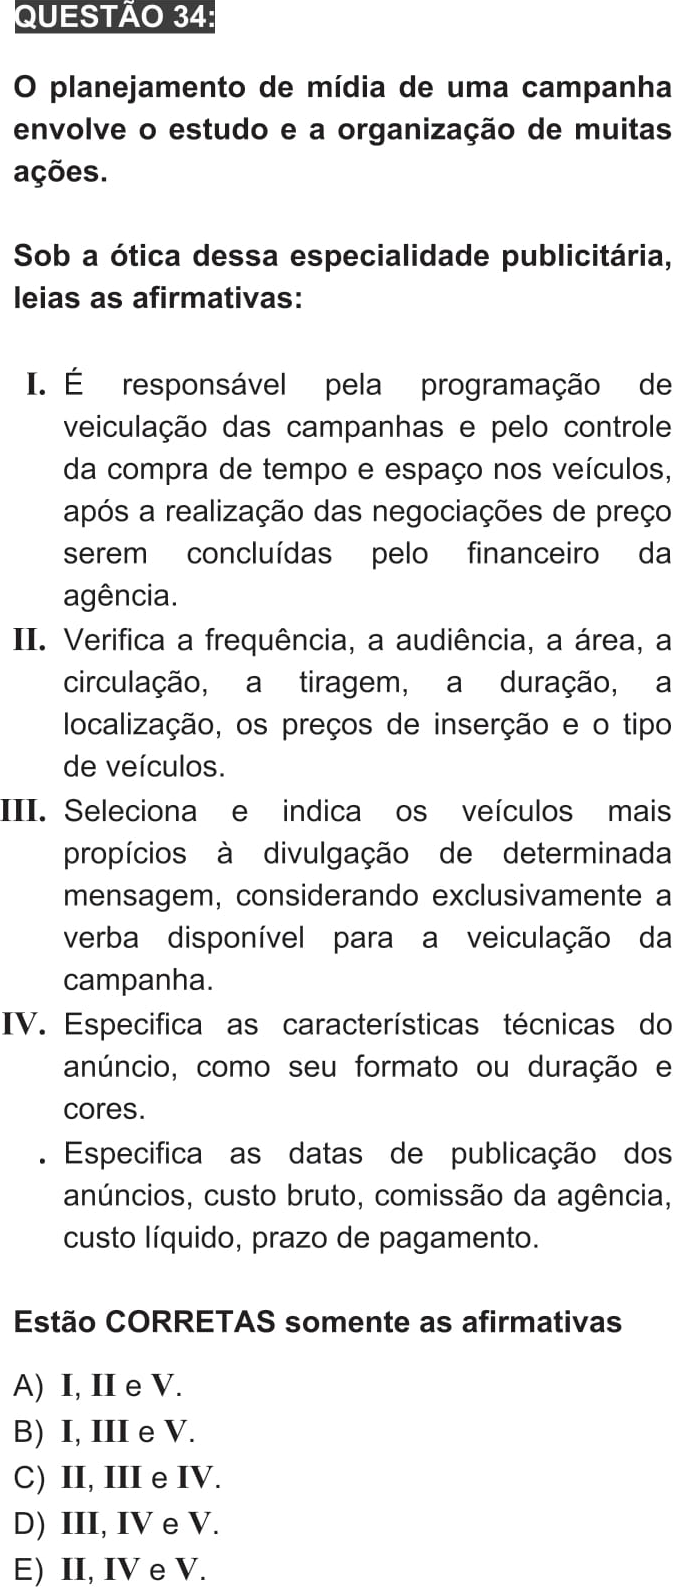 QUESTÃO 34:
O planejamento de mídia de uma campanha
envolve o estudo e a organização de muitas
ações.
Sob a ótica dessa especialidade publicitária,
leias as afirmativas:
I. É responsável pela programação de
veiculação das campanhas e pelo controle
da compra de tempo e espaço nos veículos,
após a realização das negociações de preço
serem concluídas pelo financeiro da
agência.
II. Verifica a frequência, a audiência, a área, a
circulação, a tiragem, a duração, a
localização, os preços de inserção e o tipo
de veículos.
III. Seleciona e indica os veículos mais
propícios à divulgação de determinada
mensagem, considerando exclusivamente a
verba disponível para a veiculação da
campanha.
IV. Especifica as características técnicas do
anúncio, como seu formato ou duração e
cores.
. Especifica as datas de publicação dos
anúncios, custo bruto, comissão da agência,
custo líquido, prazo de pagamento.
Estão CORRETAS somente as afirmativas
A) I, II e V.
B) I, III e V.
C) II, III e IV.
D) III, IV e V.
E) II, IV e V.